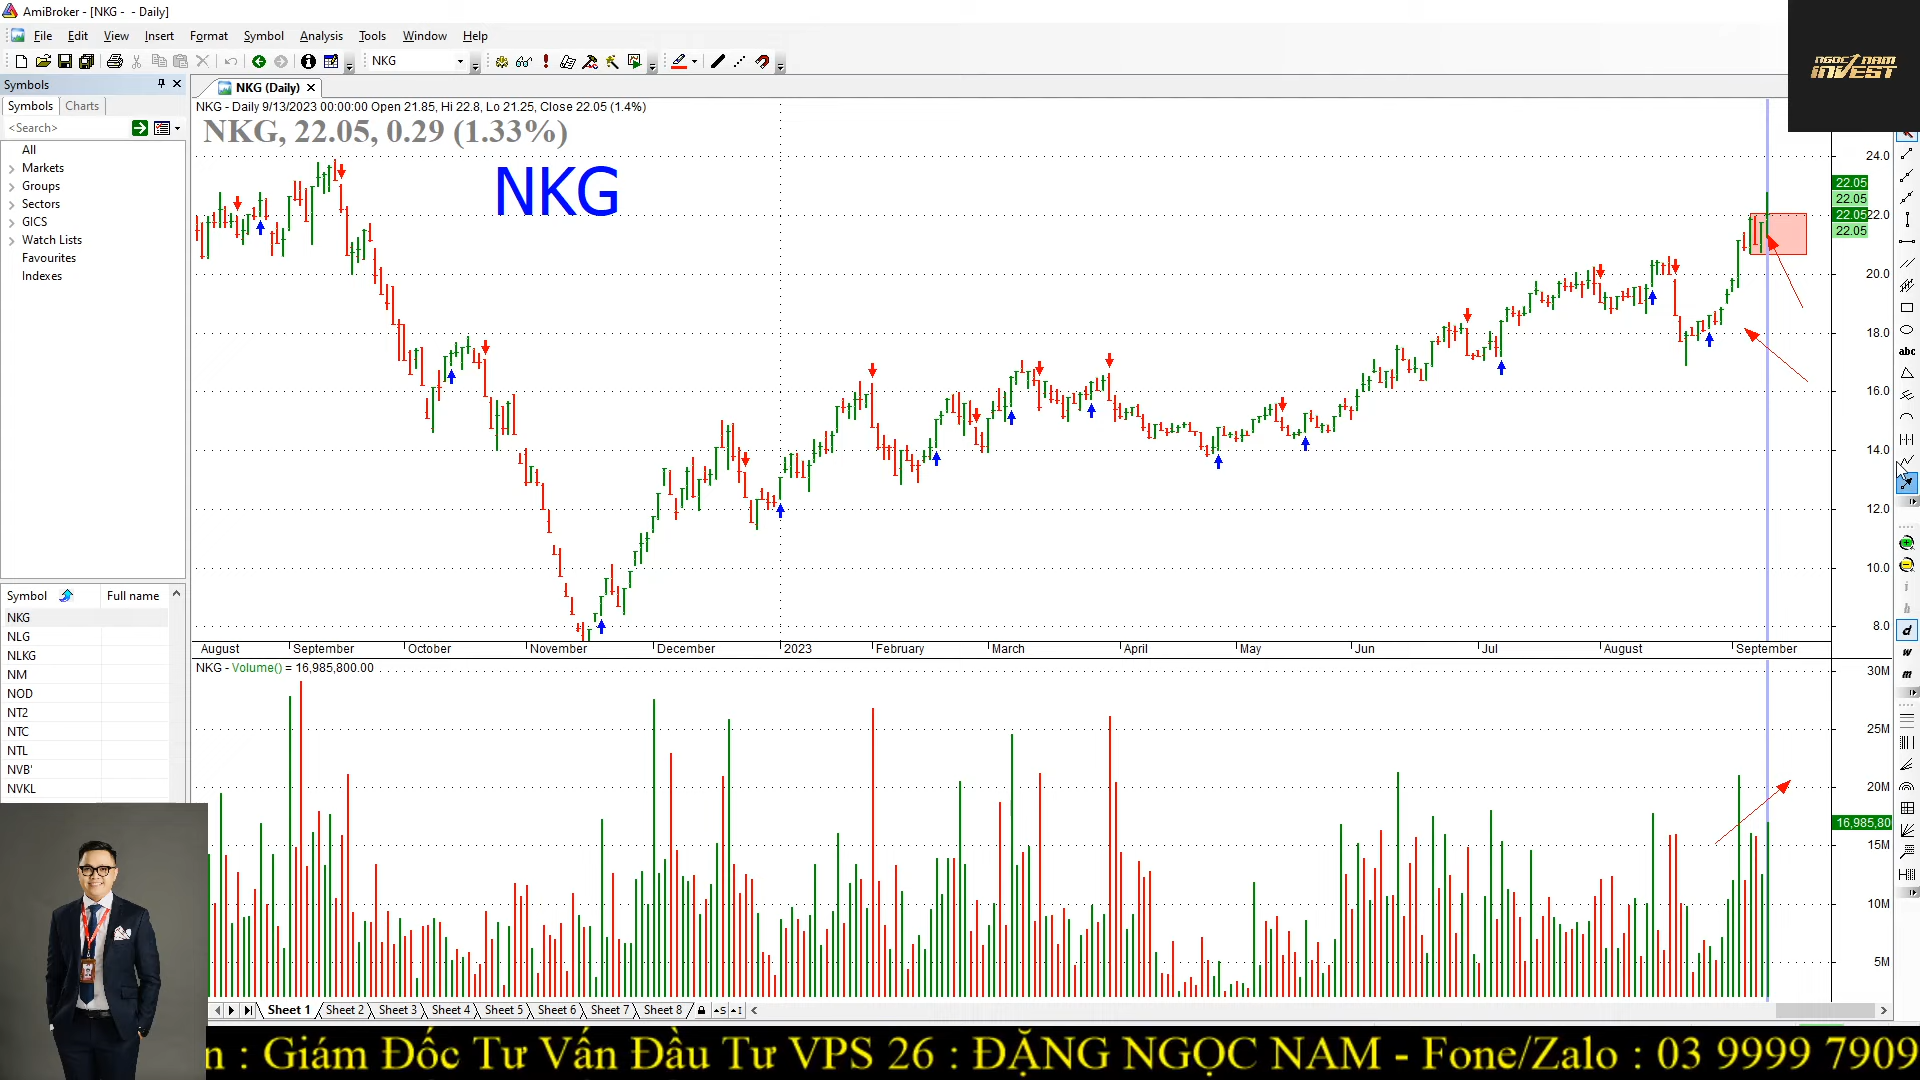 AmiBroker - [NKG - - Daily]
File Edit View Insert Format Symbol Analysis Tools Window Help
NKG
Symbols
NKG (Daily)
Symbols Charts
<Search>
All
Markets
Groups
Sectors
GICS
Watch Lists
Favourites
Indexes
Symbol Full name
NKG
NLG
NLKG
NM
NOD
NT2
NTC
NTL
NVB'
NVKL
NKG - Daily 9/13/2023 00:00:00 Open 21.85, Hi 22.8, Lo 21.25, Close 22.05 (1.4%)
NKG, 22.05, 0.29 (1.33%)
NKG
NGOC NAM
INVEST
24.0
22.05
22.05
22.05 22.0
22.05
20.0
18.0
16.0
14.0
12.0
10.0
8.0
August September October November December 2023 February March April May Jun Jul August September
NKG - Volume() = 16,985,800.00
30M
25M
20M
16,985,80
15M
10M
5M
abc
d
w
m
Sheet 1 Sheet 2 Sheet 3 Sheet 4 Sheet 5 Sheet 6 Sheet 7 Sheet 8
n : Giám Đốc Tư Vấn Đầu Tư VPS 26 : ĐẶNG NGỌC NAM - Fone/Zalo : 03 9999 7909